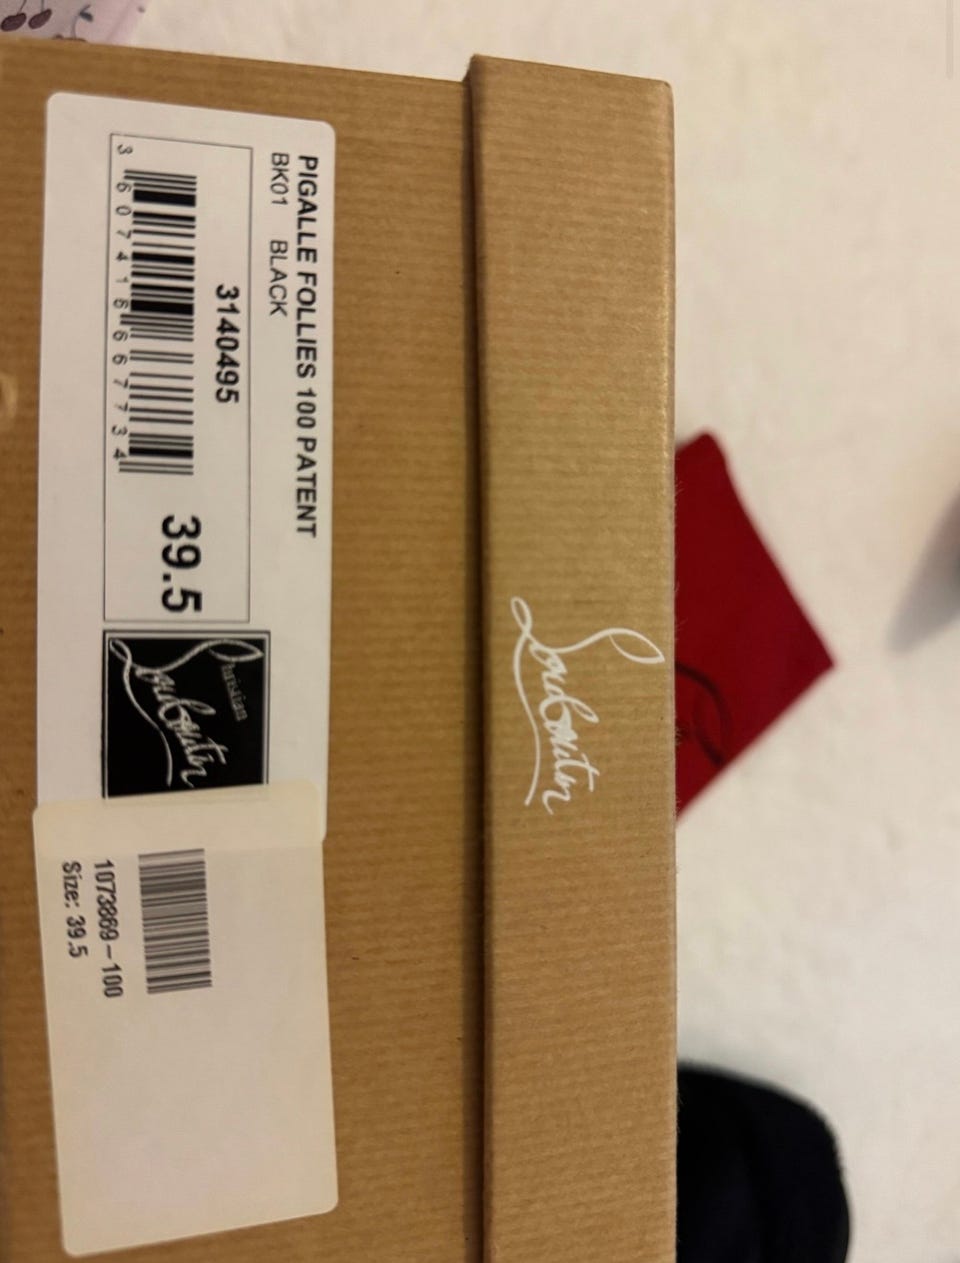 PIGALLE FOLLIES 100 PATENT
BK01 BLACK
3140495
39.5
3 607416 667734
Christian
Louboutin
1073869-100
Size: 39.5
Louboutin